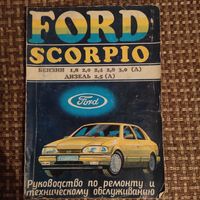 FORD
SCORPIO
БЕНЗИН 1,8 2,0 2,4 2,8 2,9 (Л)
ДИЗЕЛЬ 2.5 (Л)
Ford
Руководство по ремонту и
техническому обслуживанию